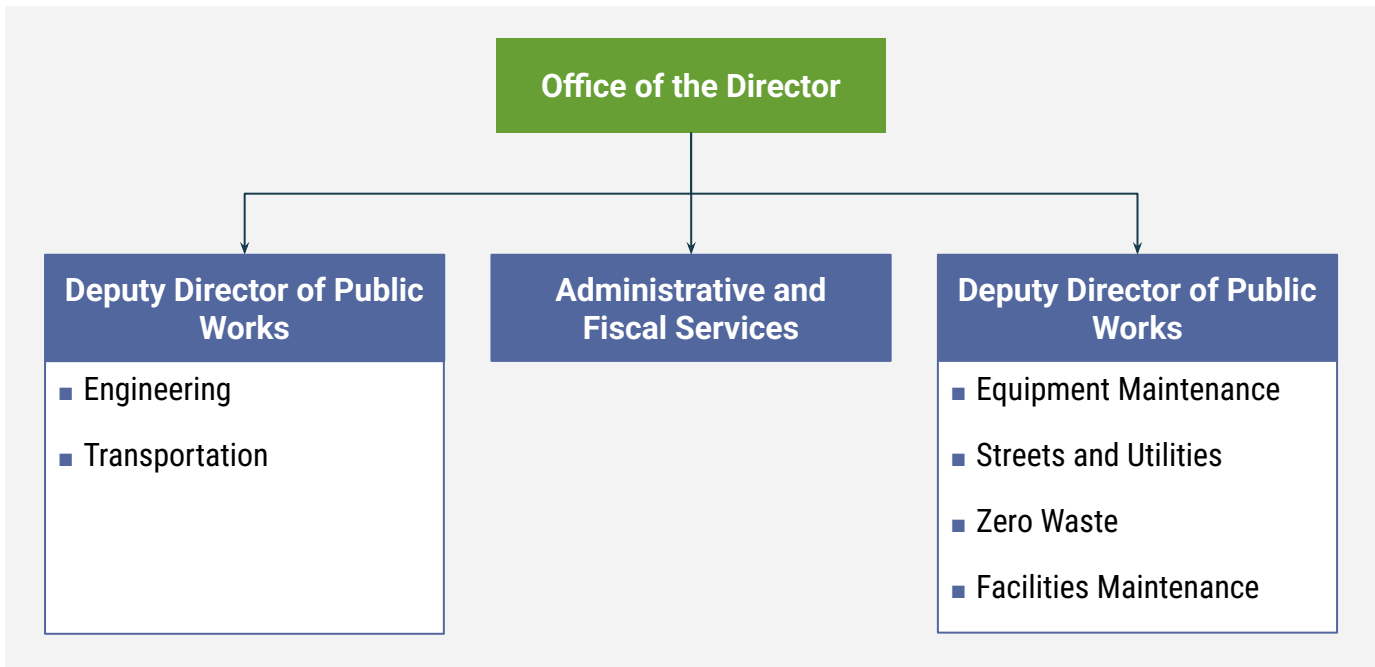 Office of the Director
Deputy Director of Public
Works
■ Engineering
■ Transportation
Administrative and
Fiscal Services
Deputy Director of Public
Works
■ Equipment Maintenance
■ Streets and Utilities
■ Zero Waste
■ Facilities Maintenance